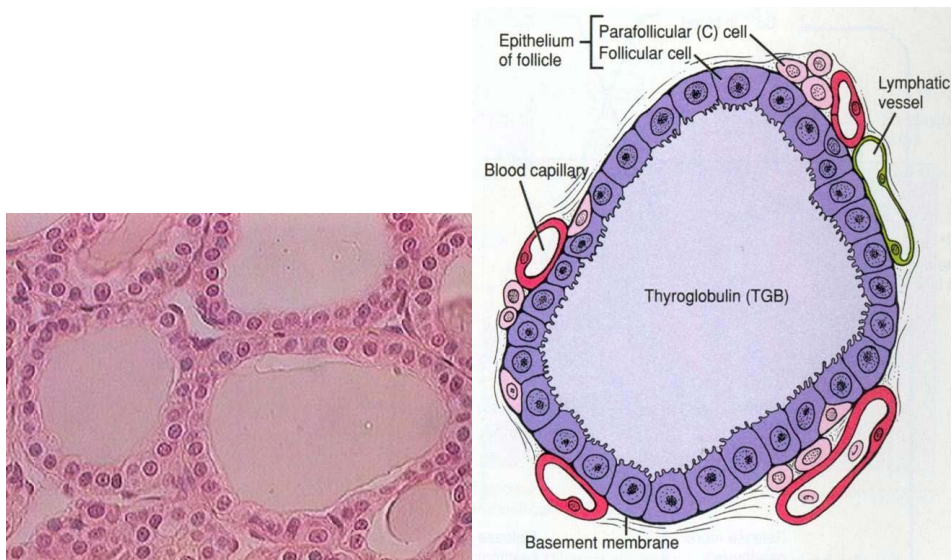 Epithelium
of follicle
Parafollicular (C) cell
Follicular cell
Lymphatic
vessel
Blood capillary
Thyroglobulin (TGB)
Basement membrane